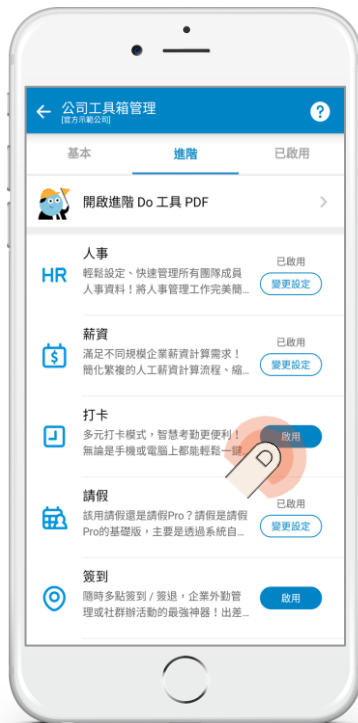 公司工具箱管理
[官方示範公司]
?
基本
進階
已啟用
開啟進階 Do 工具 PDF
人事
HR
輕鬆設定、快速管理所有團隊成員
人事資料！將人事管理工作完美簡...
已啟用
變更設定
薪資
$
滿足不同規模企業薪資計算需求！
簡化繁複的人工薪資計算流程、縮...
已啟用
變更設定
打卡
多元打卡模式，智慧考勤更便利！
無論是手機或電腦上都能輕鬆一鍵
啟用
請假
該用請假還是請假Pro？請假是請假
Pro的基礎版，主要是透過系統自...
已啟用
變更設定
簽到
隨時多點簽到 / 簽退，企業外勤管
理或社群辦活動的最強神器！出差...
啟用